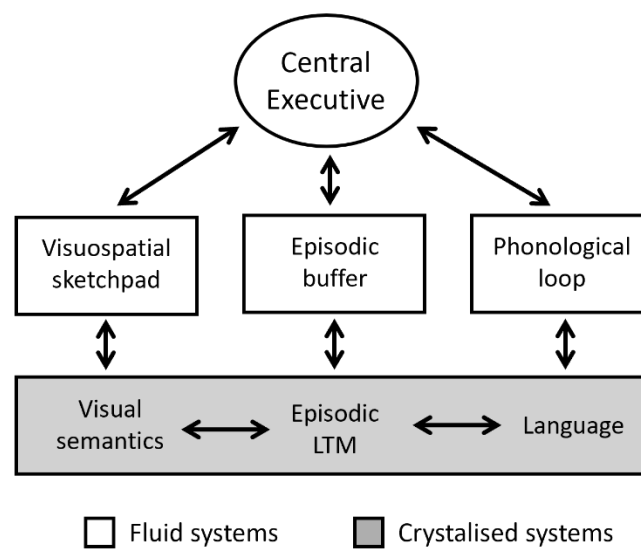 Central
Executive
Visuospatial
sketchpad
Episodic
buffer
Phonological
loop
Visual
semantics
Episodic
LTM
Language
Fluid systems
Crystalised systems